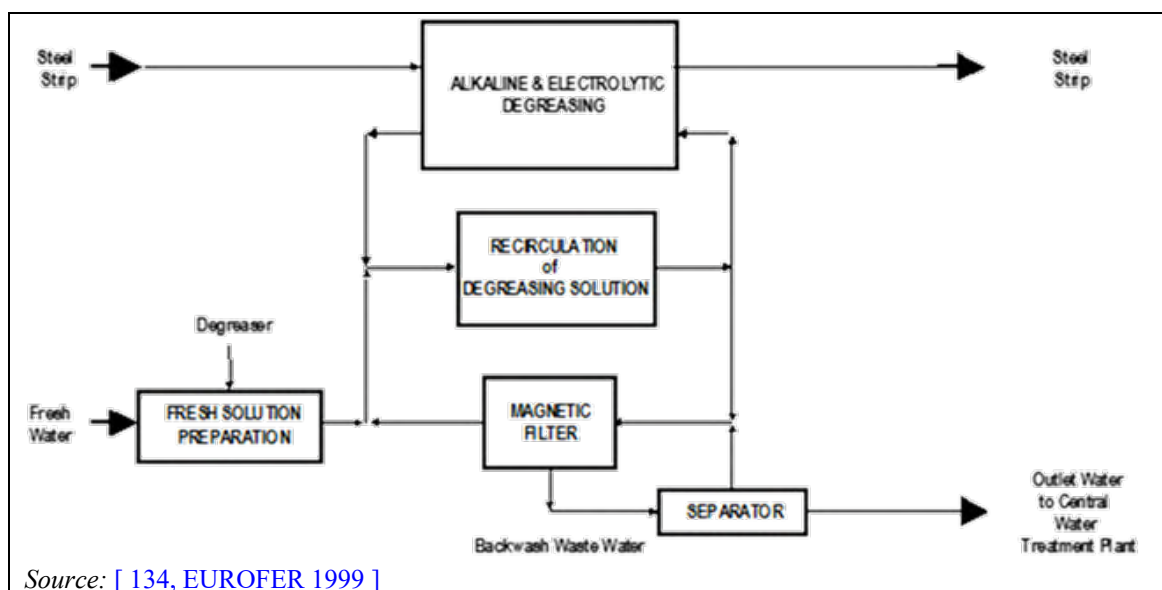 Steel
Strip
ALKALINE & ELECTROLYTIC
DEGREASING
Steel
Strip
RECIRCULATION
of
DEGREASING SOLUTION
Degreaser
Fresh
Water
FRESH SOLUTION
PREPARATION
MAGNETIC
FILTER
SEPARATOR
Backwash Waste Water
Outlet Water
to Central
Water
Treatment Plant
Source: [ 134, EUROFER 1999 ]